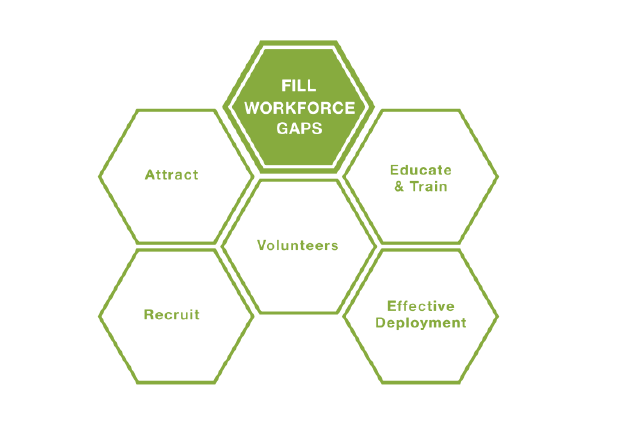 FILL
WORKFORCE
GAPS
Attract
Educate
& Train
Volunteers
Recruit
Effective
Deployment